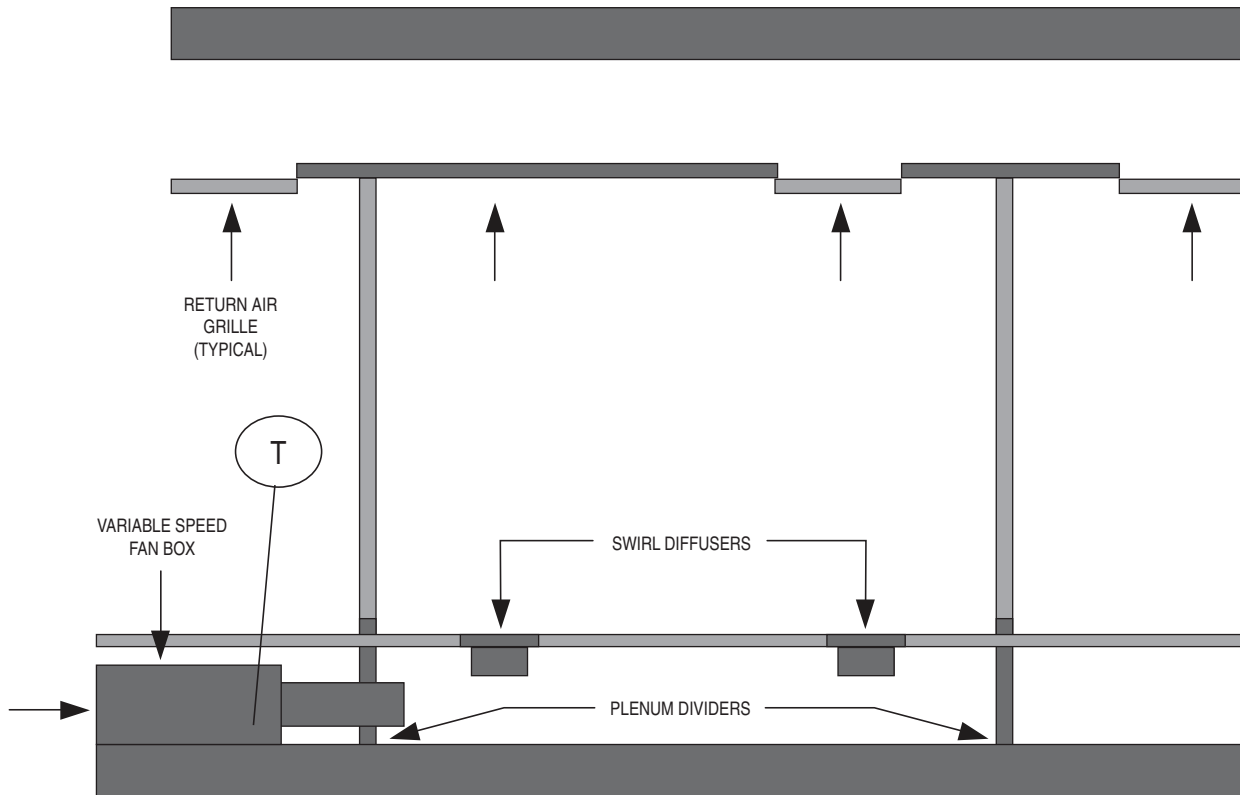 RETURN AIR
GRILLE
(TYPICAL)
T
VARIABLE SPEED
FAN BOX
SWIRL DIFFUSERS
PLENUM DIVIDERS